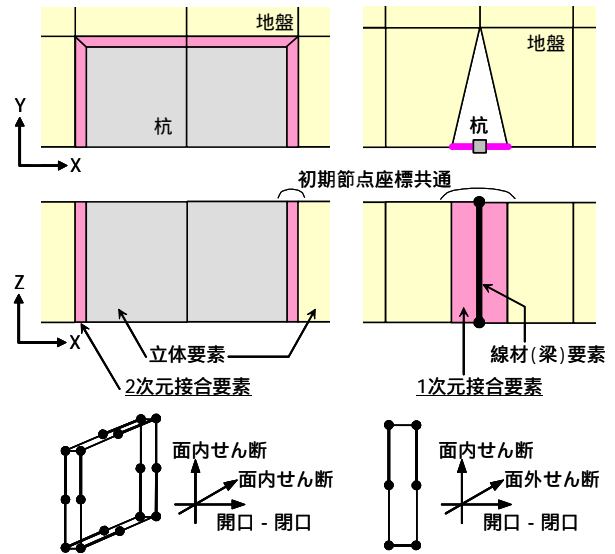 地盤
杭
Y
X
地盤
杭
初期節点座標共通
Z
X
立体要素
2次元接合要素
線材(梁)要素
1次元接合要素
面内せん断
面内せん断
開口 - 閉口
面内せん断
面外せん断
開口 - 閉口